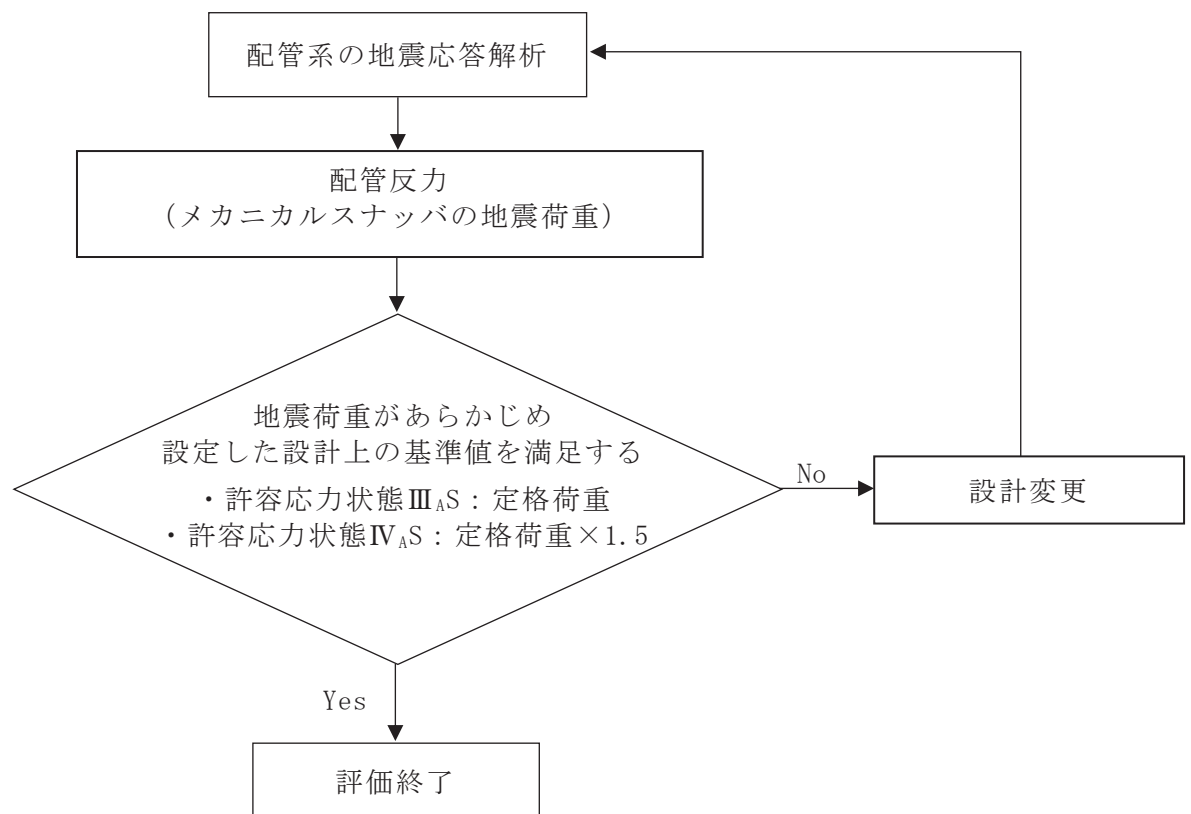 配管系の地震応答解析
配管反力
（メカニカルスナッバの地震荷重）
地震荷重があらかじめ
設定した設計上の基準値を満足する
・許容応力状態ⅢAS：定格荷重
・許容応力状態ⅣAS：定格荷重×1.5
No
設計変更
Yes
評価終了